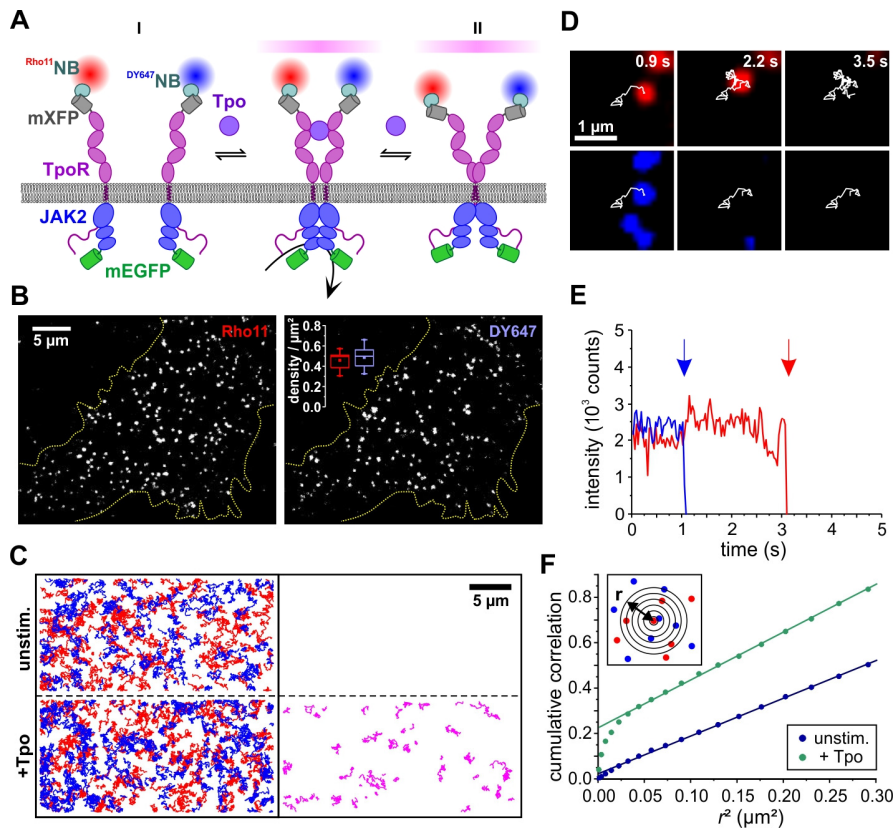 A
I
II
Rho11NB
DY647NB
Tpo
mXFP
TpoR
JAK2
mEGFP
B
5 µm
Rho11
DY647
density / µm²
0.8
0.6
0.4
0.2
0.0
C
unstim.
+Tpo
5 µm
D
0.9 s
2.2 s
3.5 s
1 µm
E
intensity (10³ counts)
5
4
3
2
1
0
0 1 2 3 4 5
time (s)
F
r
cumulative correlation
0.8
0.6
0.4
0.2
0.0
0.00 0.05 0.10 0.15 0.20 0.25 0.30
r² (µm²)
unstim.
+ Tpo